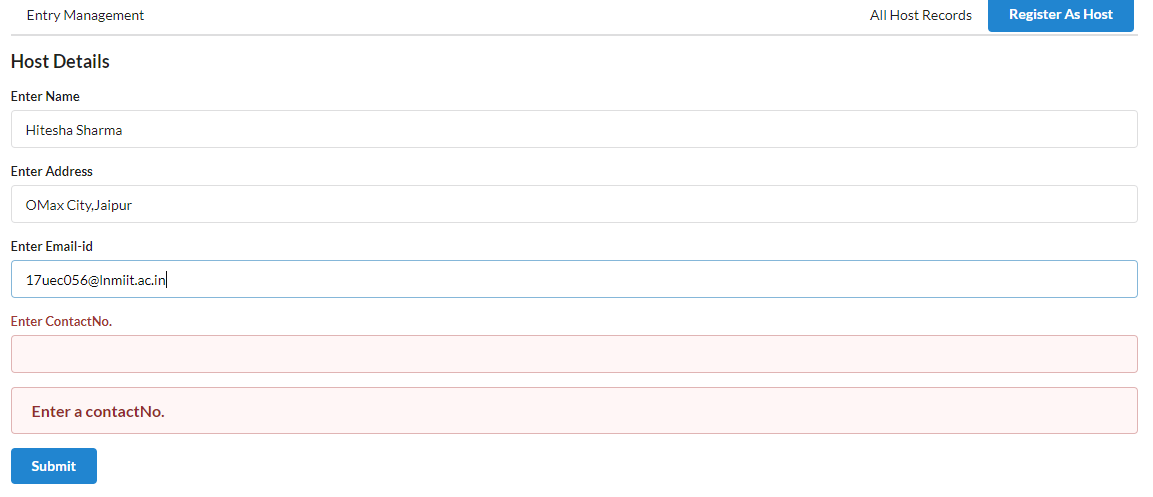 Entry Management All Host Records Register As Host
Host Details
Enter Name
Hitesha Sharma
Enter Address
OMax City,Jaipur
Enter Email-id
17uec056@lnmiit.ac.in
Enter ContactNo.
Enter a contactNo.
Submit